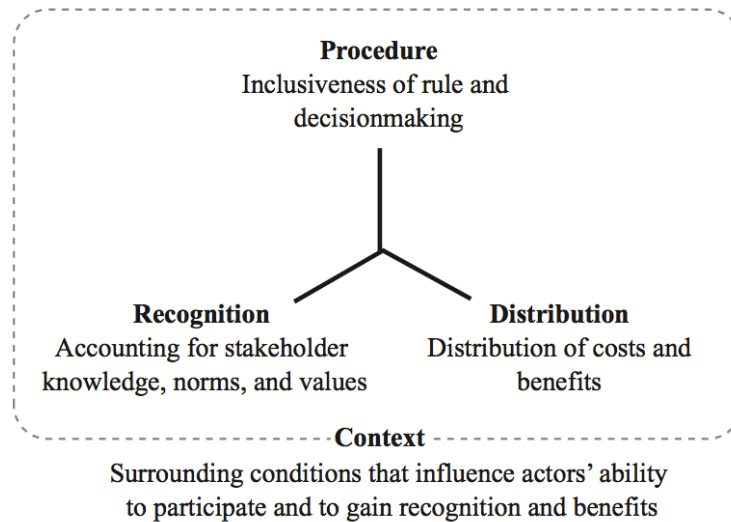 Procedure
Inclusiveness of rule and
decisionmaking
Recognition
Accounting for stakeholder
knowledge, norms, and values
Distribution
Distribution of costs and
benefits
Context
Surrounding conditions that influence actors’ ability
to participate and to gain recognition and benefits